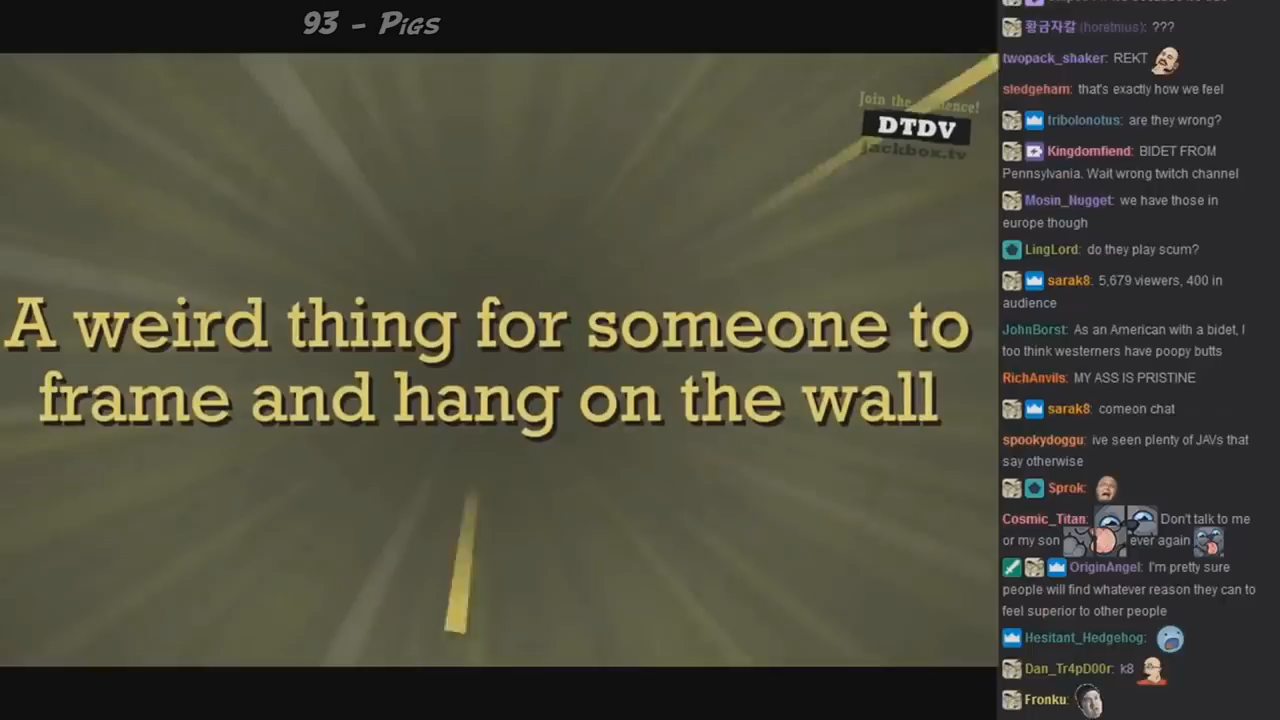 93 - Pigs
Join the audience!
DTDV
jackbox.tv
A weird thing for someone to
frame and hang on the wall
황금자칼 (horetnius): ???
twopack_shaker: REKT
sledgeham: that's exactly how we feel
tribolonotus: are they wrong?
Kingdomfiend: BIDET FROM
Pennsylvania. Wait wrong twitch channel
Mosin_Nugget: we have those in
europe though
LingLord: do they play scum?
sarak8: 5,679 viewers, 400 in
audience
JohnBorst: As an American with a bidet, I
too think westerners have poopy butts
RichAnvils: MY ASS IS PRISTINE
sarak8: comeon chat
spookydoggu: ive seen plenty of JAVs that
say otherwise
Sprok:
Cosmic_Titan: Don't talk to me
or my son ever again
OriginAngel: I'm pretty sure
people will find whatever reason they can to
feel superior to other people
Hesitant_Hedgehog:
Dan_Tr4pD00r: k8
Fronku: